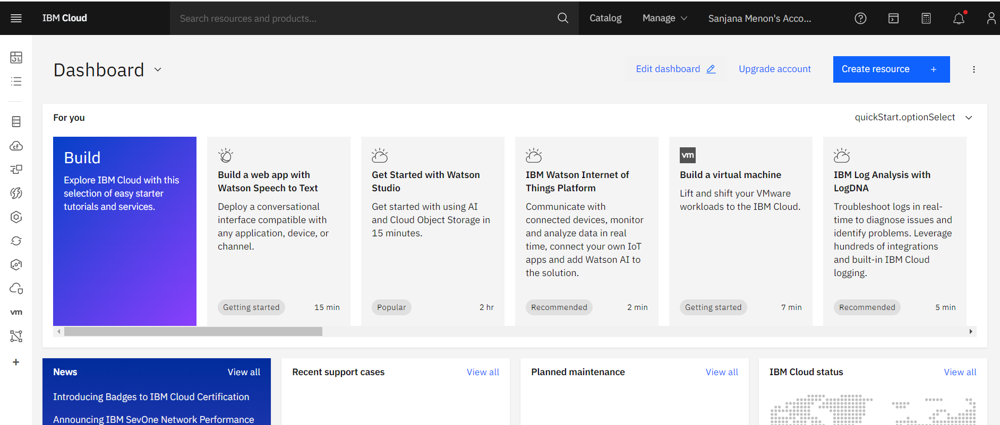 IBM Cloud
Search resources and products...
Catalog
Manage
Sanjana Menon's Acco...
Dashboard
Edit dashboard
Upgrade account
Create resource +
For you
quickStart.optionSelect
Build
Explore IBM Cloud with this
selection of easy starter
tutorials and services.
Build a web app with
Watson Speech to Text
Deploy a conversational
interface compatible with
any application, device, or
channel.
Getting started
15 min
Get Started with Watson
Studio
Get started with using AI
and Cloud Object Storage in
15 minutes.
Popular
2 hr
IBM Watson Internet of
Things Platform
Communicate with
connected devices, monitor
and analyze data in real
time, connect your own IoT
apps and add Watson AI to
the solution.
Recommended
2 min
vm
Build a virtual machine
Lift and shift your VMware
workloads to the IBM Cloud.
Getting started
7 min
IBM Log Analysis with
LogDNA
Troubleshoot logs in real-
time to diagnose issues and
identify problems. Leverage
hundreds of integrations
and built-in IBM Cloud
logging.
Recommended
5 min
cf
vm
+
News
View all
Introducing Badges to IBM Cloud Certification
Announcing IBM SevOne Network Performance
Recent support cases
View all
Planned maintenance
View all
IBM Cloud status
View all